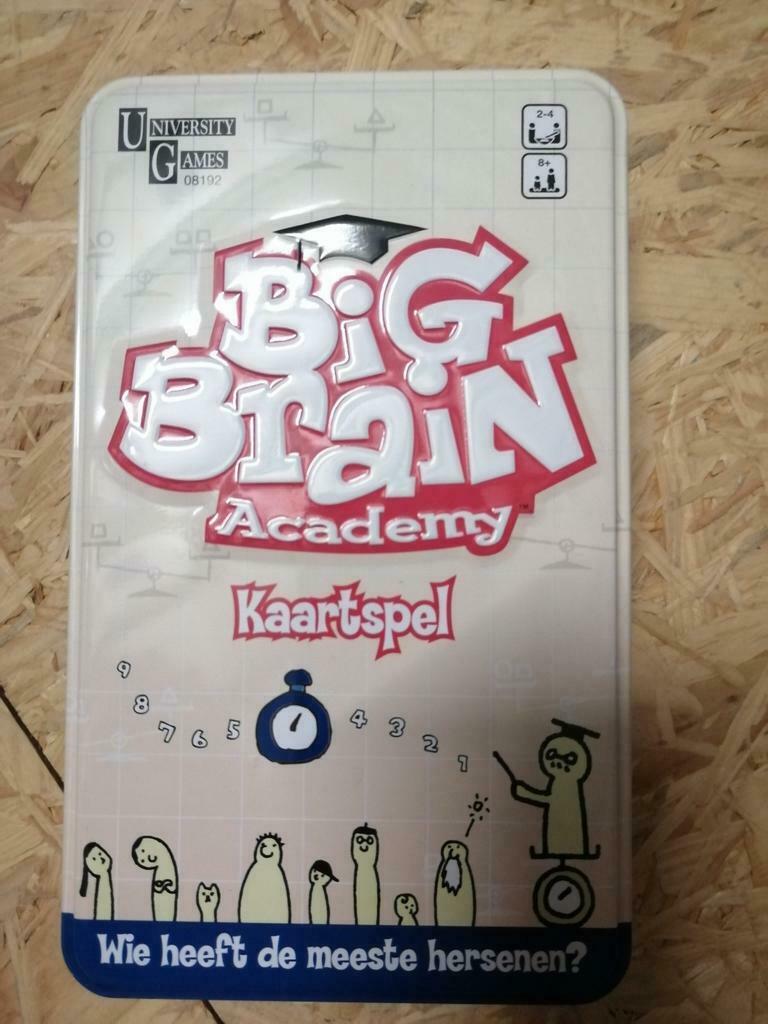 UNIVERSITY
GAMES
08192
2-4
8+
BiG
BraiN
Academy™
Kaartspel
9 8 7 6 5 4 3 2 1
Wie heeft de meeste hersenen?